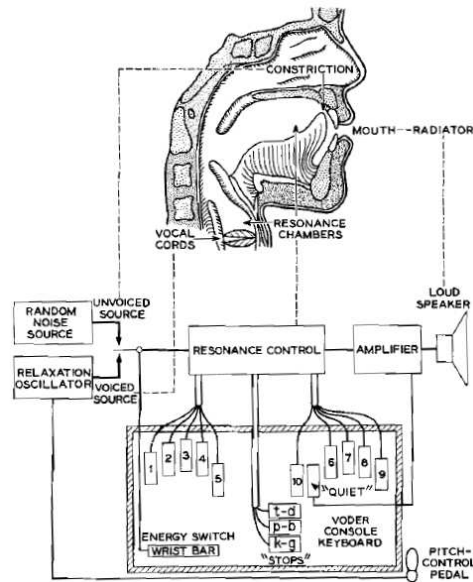 CONSTRICTION
MOUTH—RADIATOR
RESONANCE
CHAMBERS
VOCAL
CORDS
LOUD
SPEAKER
RANDOM
NOISE
SOURCE
UNVOICED
SOURCE
RESONANCE CONTROL
AMPLIFIER
RELAXATION
OSCILLATOR
VOICED
SOURCE
1
2
3
4
5
10
6
7
8
9
"QUIET"
t-d
p-b
k-g
"STOPS"
ENERGY SWITCH
WRIST BAR
VODER
CONSOLE
KEYBOARD
PITCH-
CONTROL
PEDAL